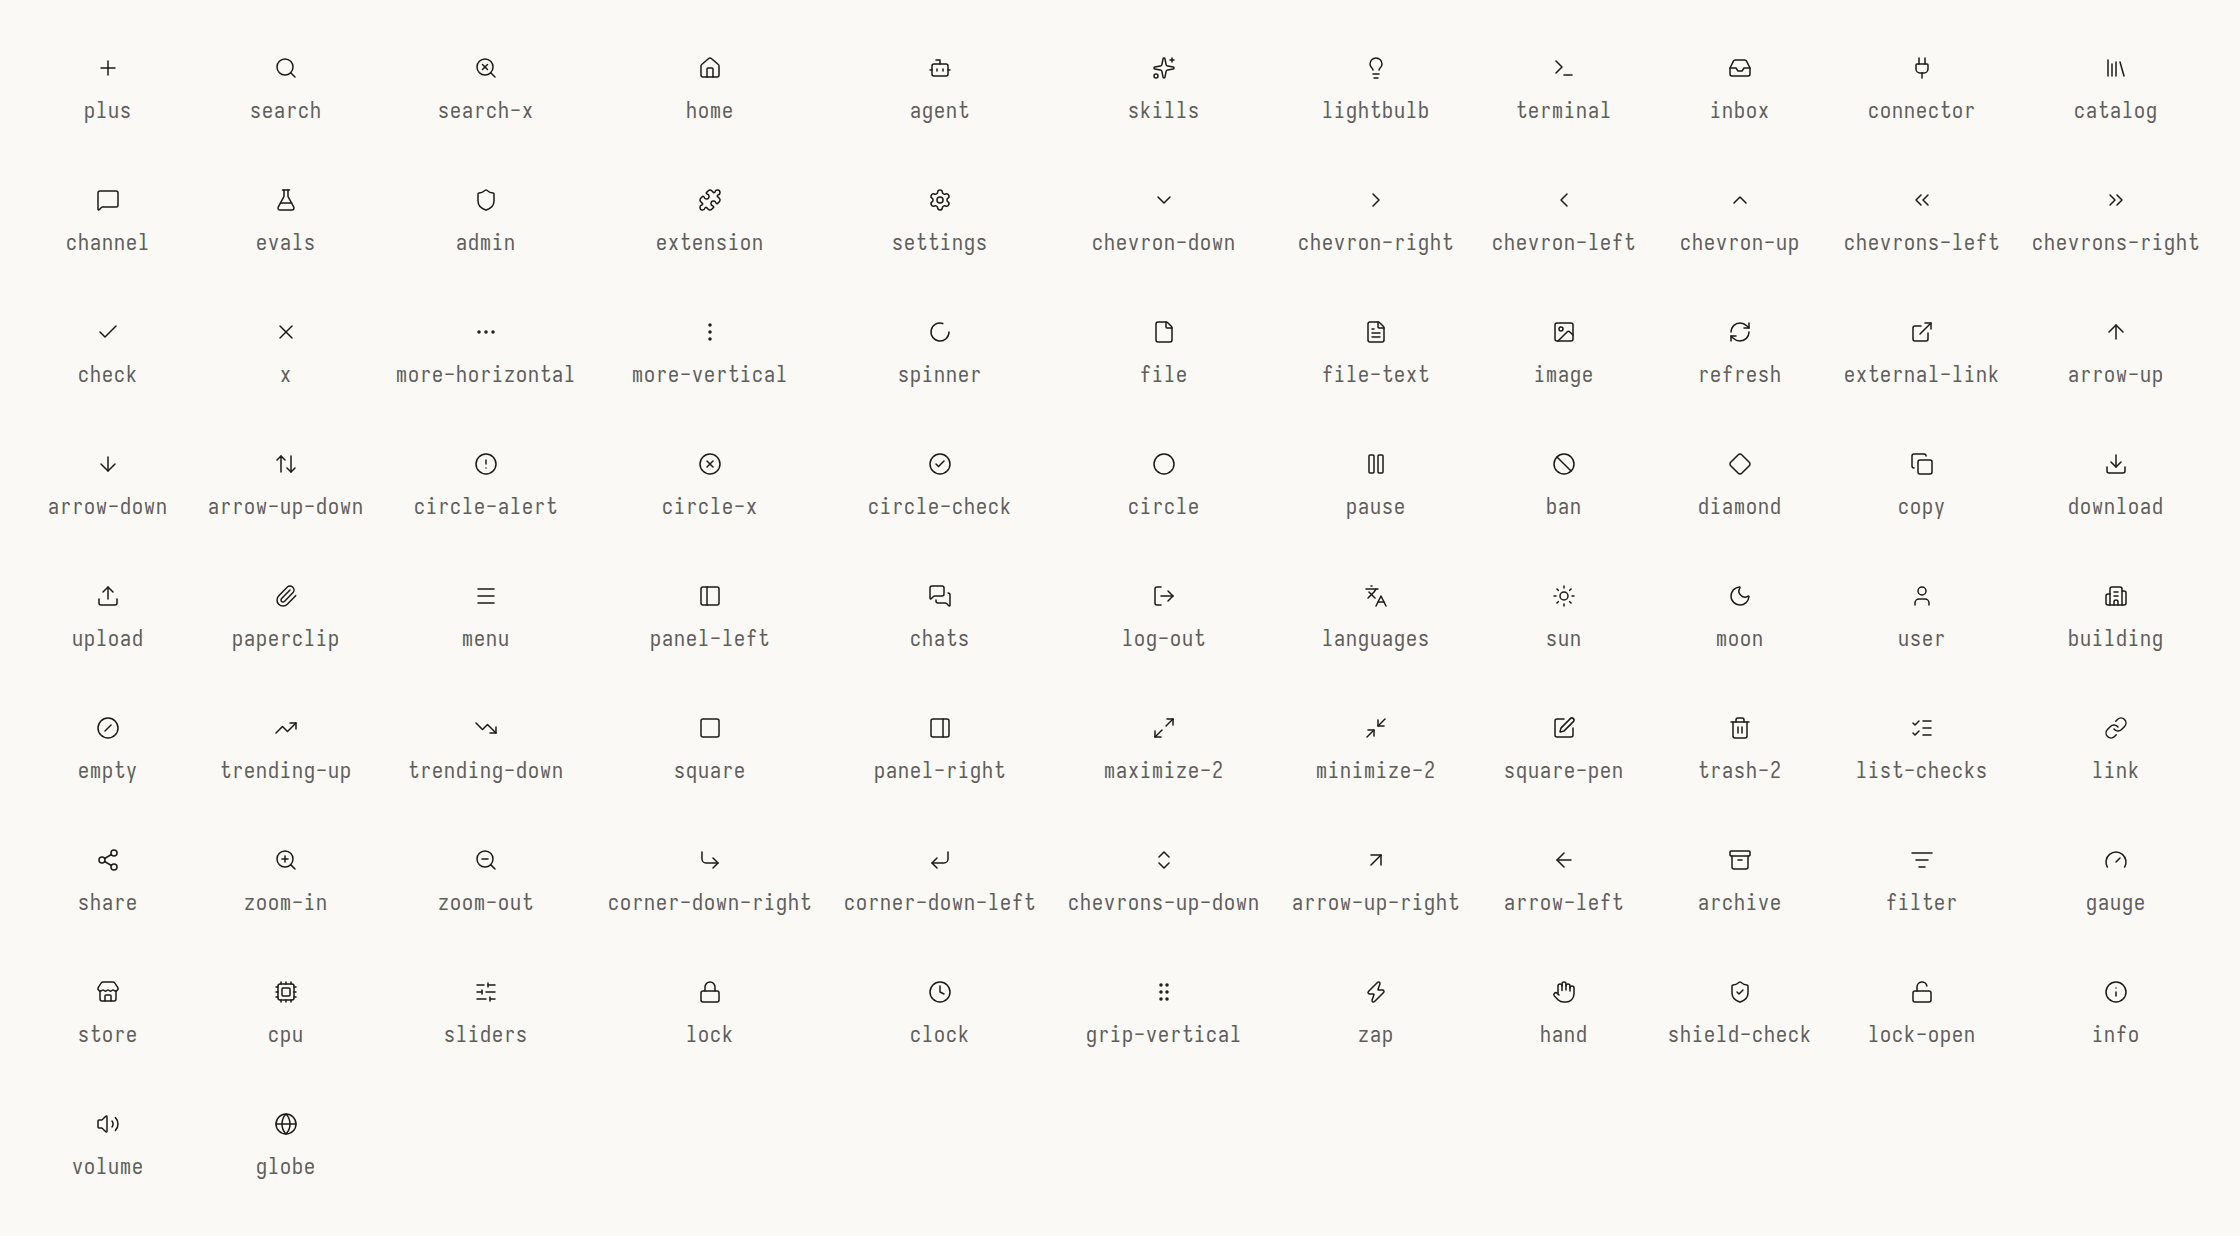 plus search search-x home agent skills lightbulb terminal inbox connector catalog
channel evals admin extension settings chevron-down chevron-right chevron-left chevron-up chevrons-left chevrons-right
check x more-horizontal more-vertical spinner file file-text image refresh external-link arrow-up
arrow-down arrow-up-down circle-alert circle-x circle-check circle pause ban diamond copy download
upload paperclip menu panel-left chats log-out languages sun moon user building
empty trending-up trending-down square panel-right maximize-2 minimize-2 square-pen trash-2 list-checks link
share zoom-in zoom-out corner-down-right corner-down-left chevrons-up-down arrow-up-right arrow-left archive filter gauge
store cpu sliders lock clock grip-vertical zap hand shield-check lock-open info
volume globe